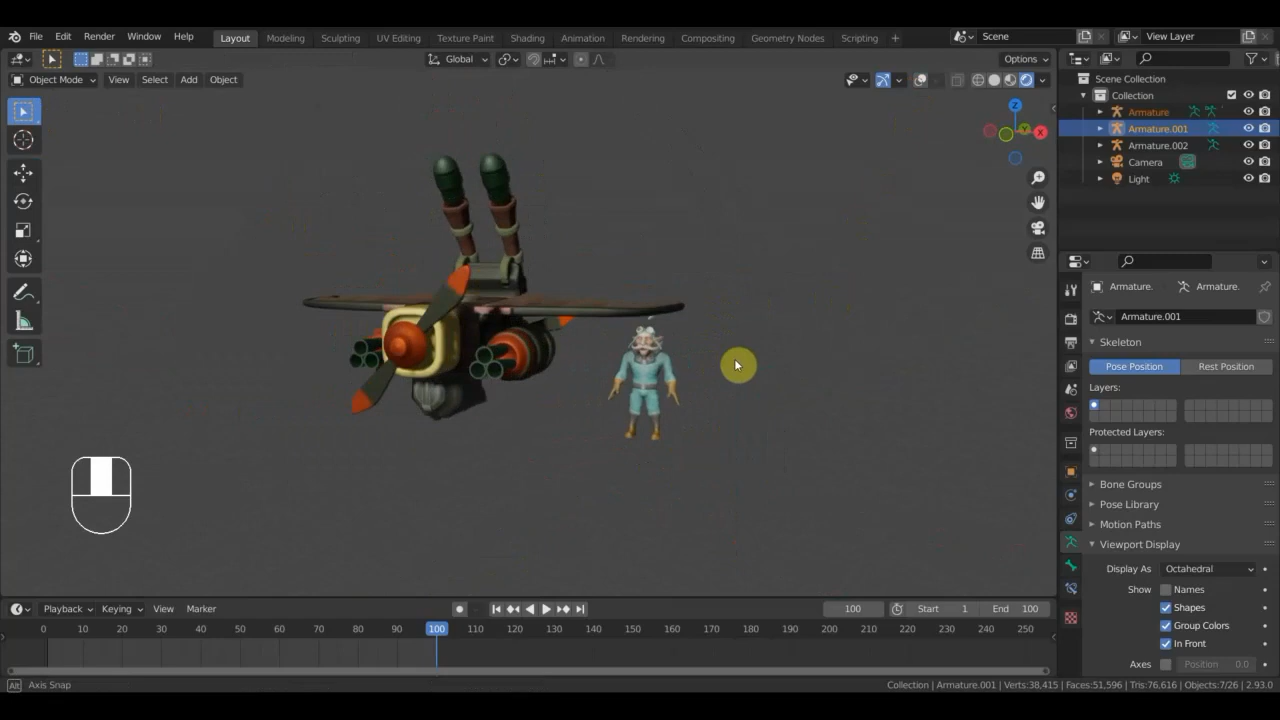 File Edit Render Window Help Layout Modeling Sculpting UV Editing Texture Paint Shading Animation Rendering Compositing Geometry Nodes Scripting + Scene View Layer
Global Options
Object Mode View Select Add Object
Scene Collection
Collection
Armature
Armature.001
Armature.002
Camera
Light
Z
Y
X
Armature. Armature.
Armature.001
Skeleton
Pose Position Rest Position
Layers:
Protected Layers:
Bone Groups
Pose Library
Motion Paths
Viewport Display
Display As Octahedral
Show Names
Shapes
Group Colors
In Front
Axes Position 0.0
Playback Keying View Marker 100 Start 1 End 100
0 10 20 30 40 50 60 70 80 90 100 110 120 130 140 150 160 170 180 190 200 210 220 230 240 250
Alt Axis Snap Collection | Armature.001 | Verts:38,415 | Faces:51,596 | Tris:76,616 | Objects:7/26 | 2.93.0